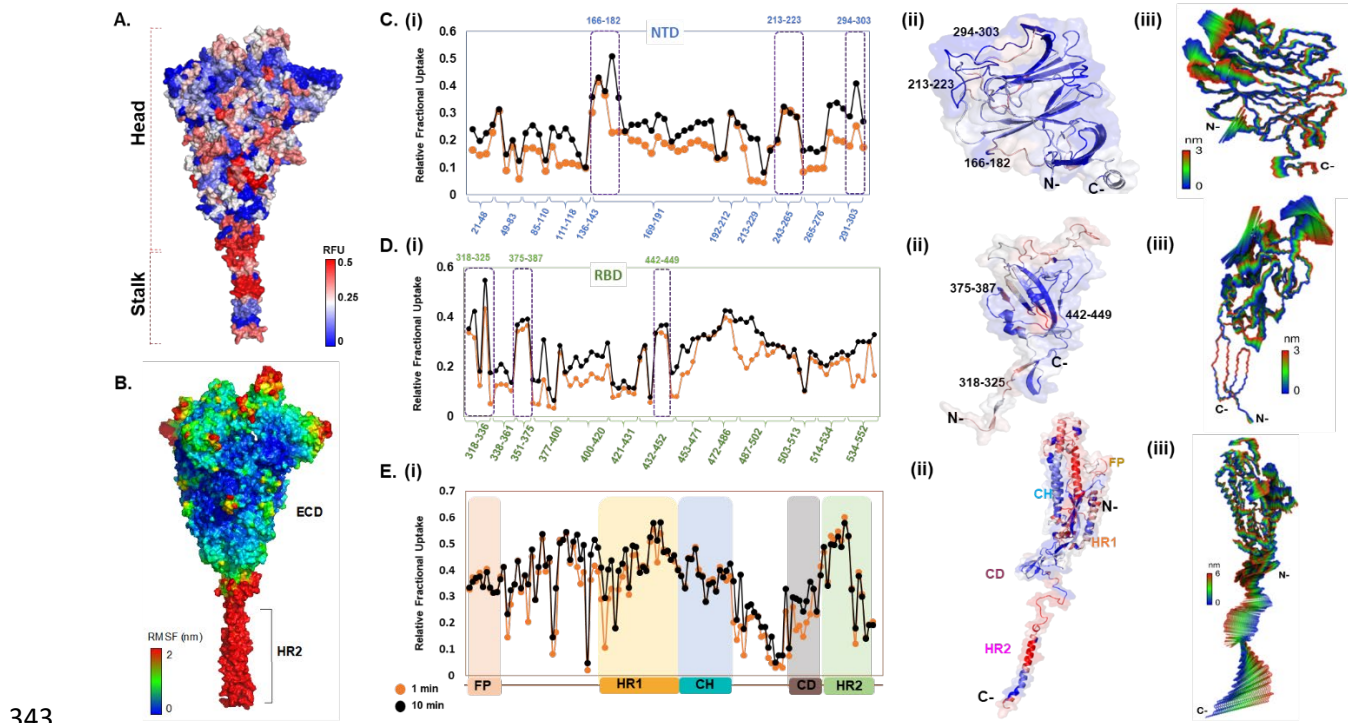 A.
Head
Stalk
RFU
0.5
0.25
0
B.
ECD
HR2
RMSF (nm)
2
0
C. (i)
166-182
213-223
294-303
NTD
Relative Fractional Uptake
0.6
0.5
0.4
0.3
0.2
0.1
0
21-48
49-83
85-110
111-118
136-143
169-191
192-212
213-229
243-265
265-276
291-303
(ii)
294-303
213-223
166-182
N-
C-
(iii)
N-
C-
nm
3
0
D. (i)
318-325
375-387
442-449
RBD
Relative Fractional Uptake
0.6
0.4
0.2
0
318-336
338-361
351-375
377-400
400-420
421-431
432-452
453-471
472-486
487-502
503-513
514-534
534-552
(ii)
375-387
442-449
C-
318-325
N-
(iii)
nm
3
0
C-
N-
E. (i)
Relative Fractional Uptake
0.7
0.6
0.5
0.4
0.3
0.2
0.1
0
FP
HR1
CH
CD
HR2
1 min
10 min
(ii)
FP
CH
N-
HR1
CD
HR2
C-
(iii)
nm
6
0
N-
C-
343